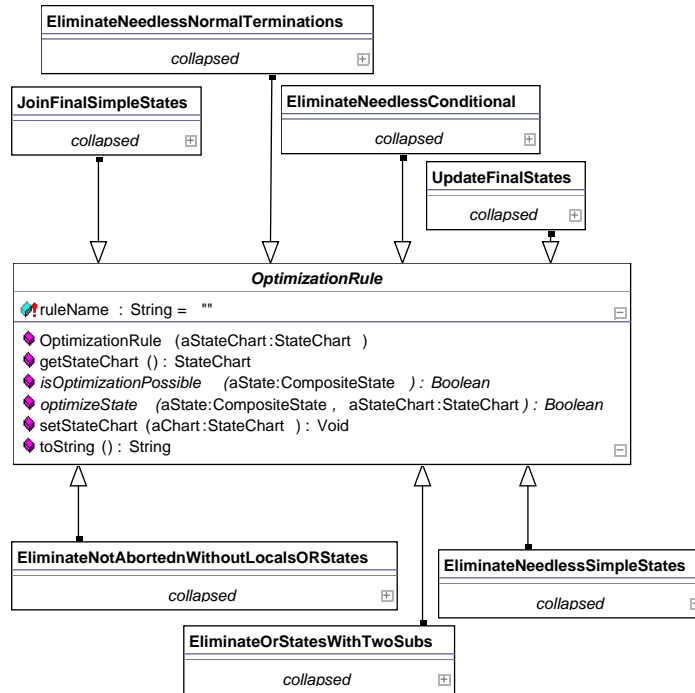 EliminateNeedlessNormalTerminations
collapsed
JoinFinalSimpleStates
collapsed
EliminateNeedlessConditional
collapsed
UpdateFinalStates
collapsed
OptimizationRule
ruleName : String = ""
OptimizationRule (aStateChart:StateChart )
getStateChart () : StateChart
isOptimizationPossible (aState:CompositeState ) : Boolean
optimizeState (aState:CompositeState , aStateChart:StateChart ) : Boolean
setStateChart (aChart:StateChart ) : Void
toString () : String
EliminateNotAbortednWithoutLocalsORStates
collapsed
EliminateNeedlessSimpleStates
collapsed
EliminateOrStatesWithTwoSubs
collapsed